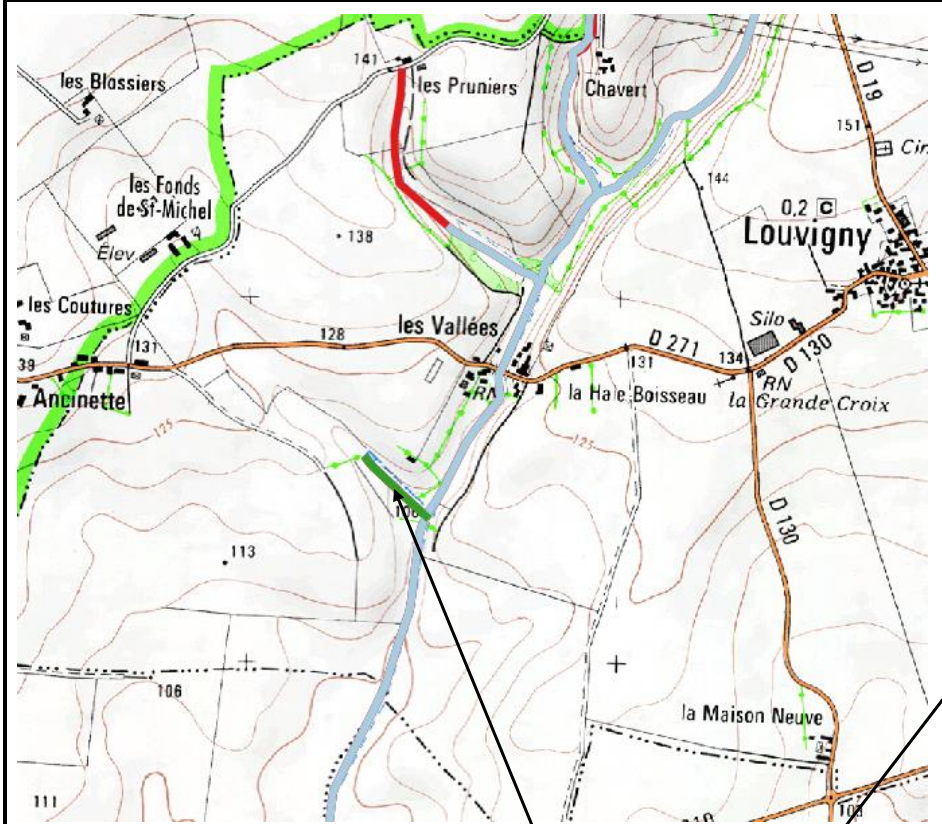 141
les Pruniers
Chavert
D 19
les Blossiers
151
Cim
les Fonds
de St-Michel
144
0,2 C
Élev
138
Louvigny
les Coutures
les Vallées
Silo
128
D 271
131
39
131
134
D 130
RN
RN
Ancinette
la Haie Boisseau
la Grande Croix
125
125
D 130
113
106
la Maison Neuve
111